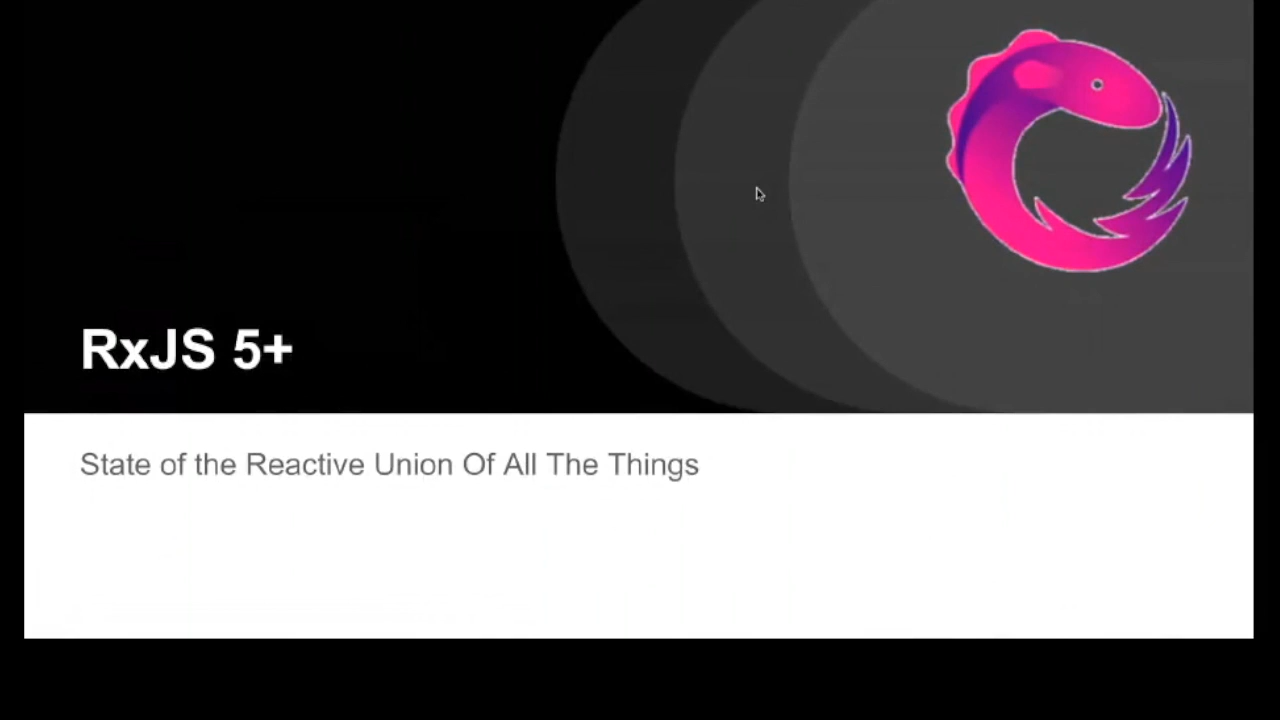 RxJS 5+
State of the Reactive Union Of All The Things